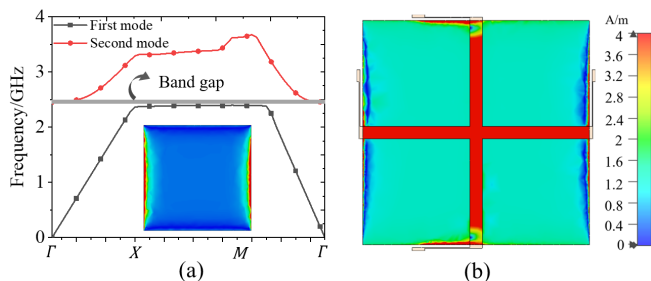 First mode
Second mode
Band gap
Frequency/GHz
4
3
2
1
0
Γ
X
M
Γ
(a)
A/m
4
3.6
3.2
2.8
2.4
2
1.6
1.2
0.8
0.4
0
(b)